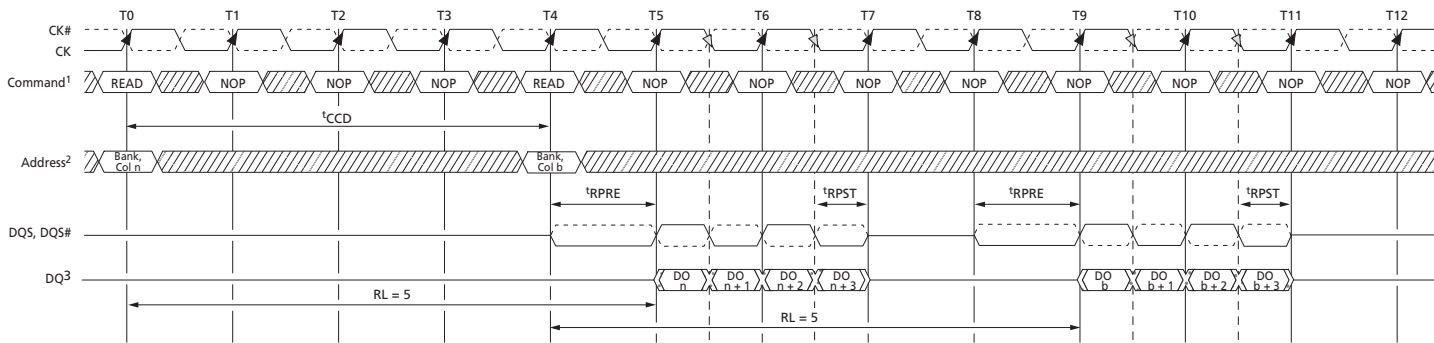 T0 T1 T2 T3 T4 T5 T6 T7 T8 T9 T10 T11 T12
CK#
CK
Command1 READ NOP NOP NOP READ NOP NOP NOP NOP NOP NOP NOP NOP
tCCD
Address2 Bank, Col n Bank, Col b
tRPRE tRPST tRPRE tRPST
DQS, DQS#
DQ3 DO n DO n + 1 DO n + 2 DO n + 3 DO b DO b + 1 DO b + 2 DO b + 3
RL = 5
RL = 5